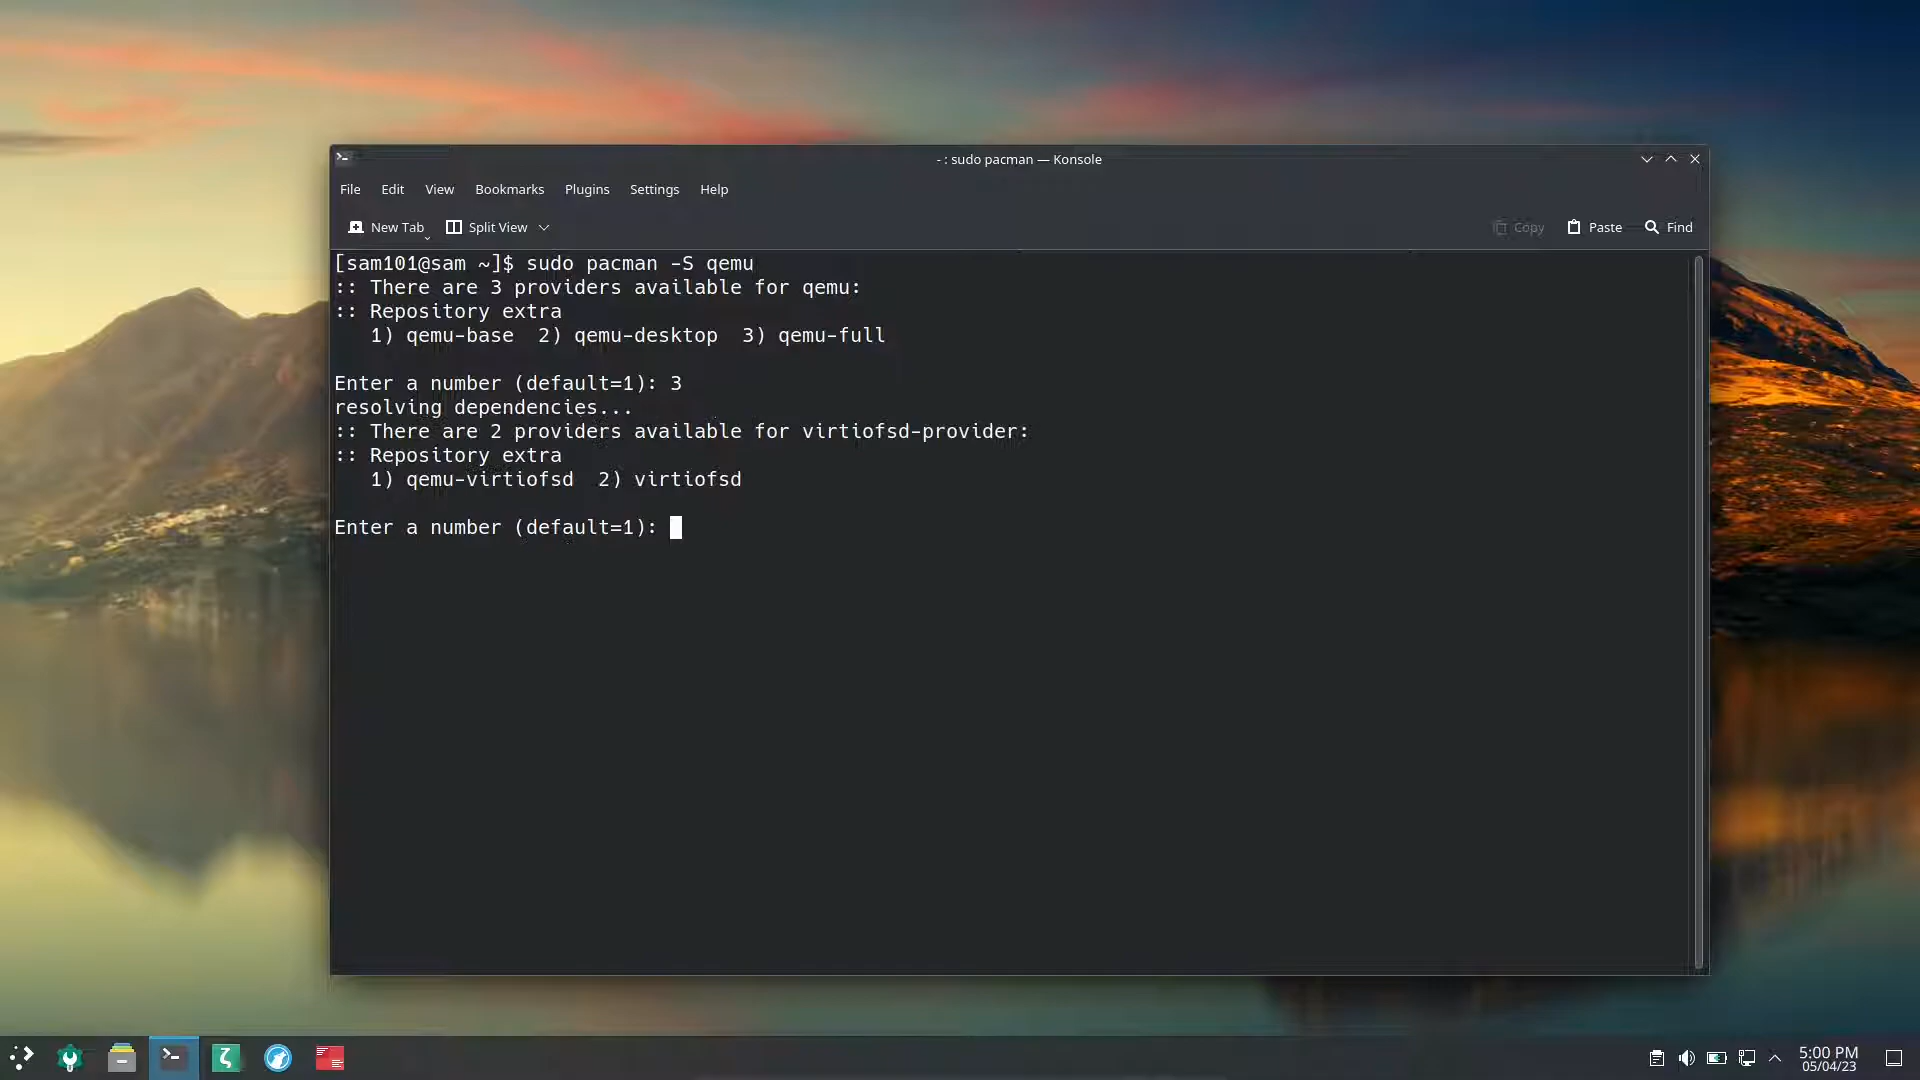 - : sudo pacman — Konsole
File Edit View Bookmarks Plugins Settings Help
New Tab Split View Copy Paste Find
[sam101@sam ~]$ sudo pacman -S qemu
:: There are 3 providers available for qemu:
:: Repository extra
1) qemu-base 2) qemu-desktop 3) qemu-full
Enter a number (default=1): 3
resolving dependencies...
:: There are 2 providers available for virtiofsd-provider:
:: Repository extra
1) qemu-virtiofsd 2) virtiofsd
Enter a number (default=1):
5:00 PM
05/04/23